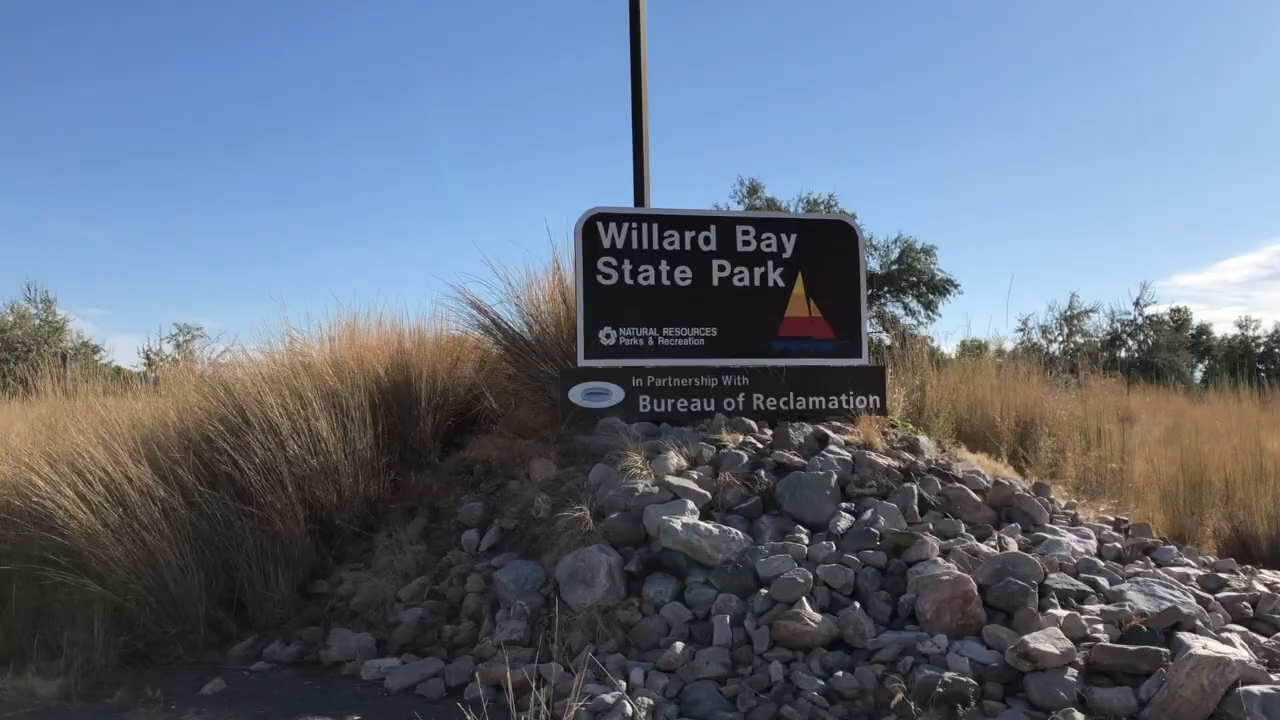 Willard Bay
State Park
NATURAL RESOURCES
Parks & Recreation
In Partnership With
Bureau of Reclamation